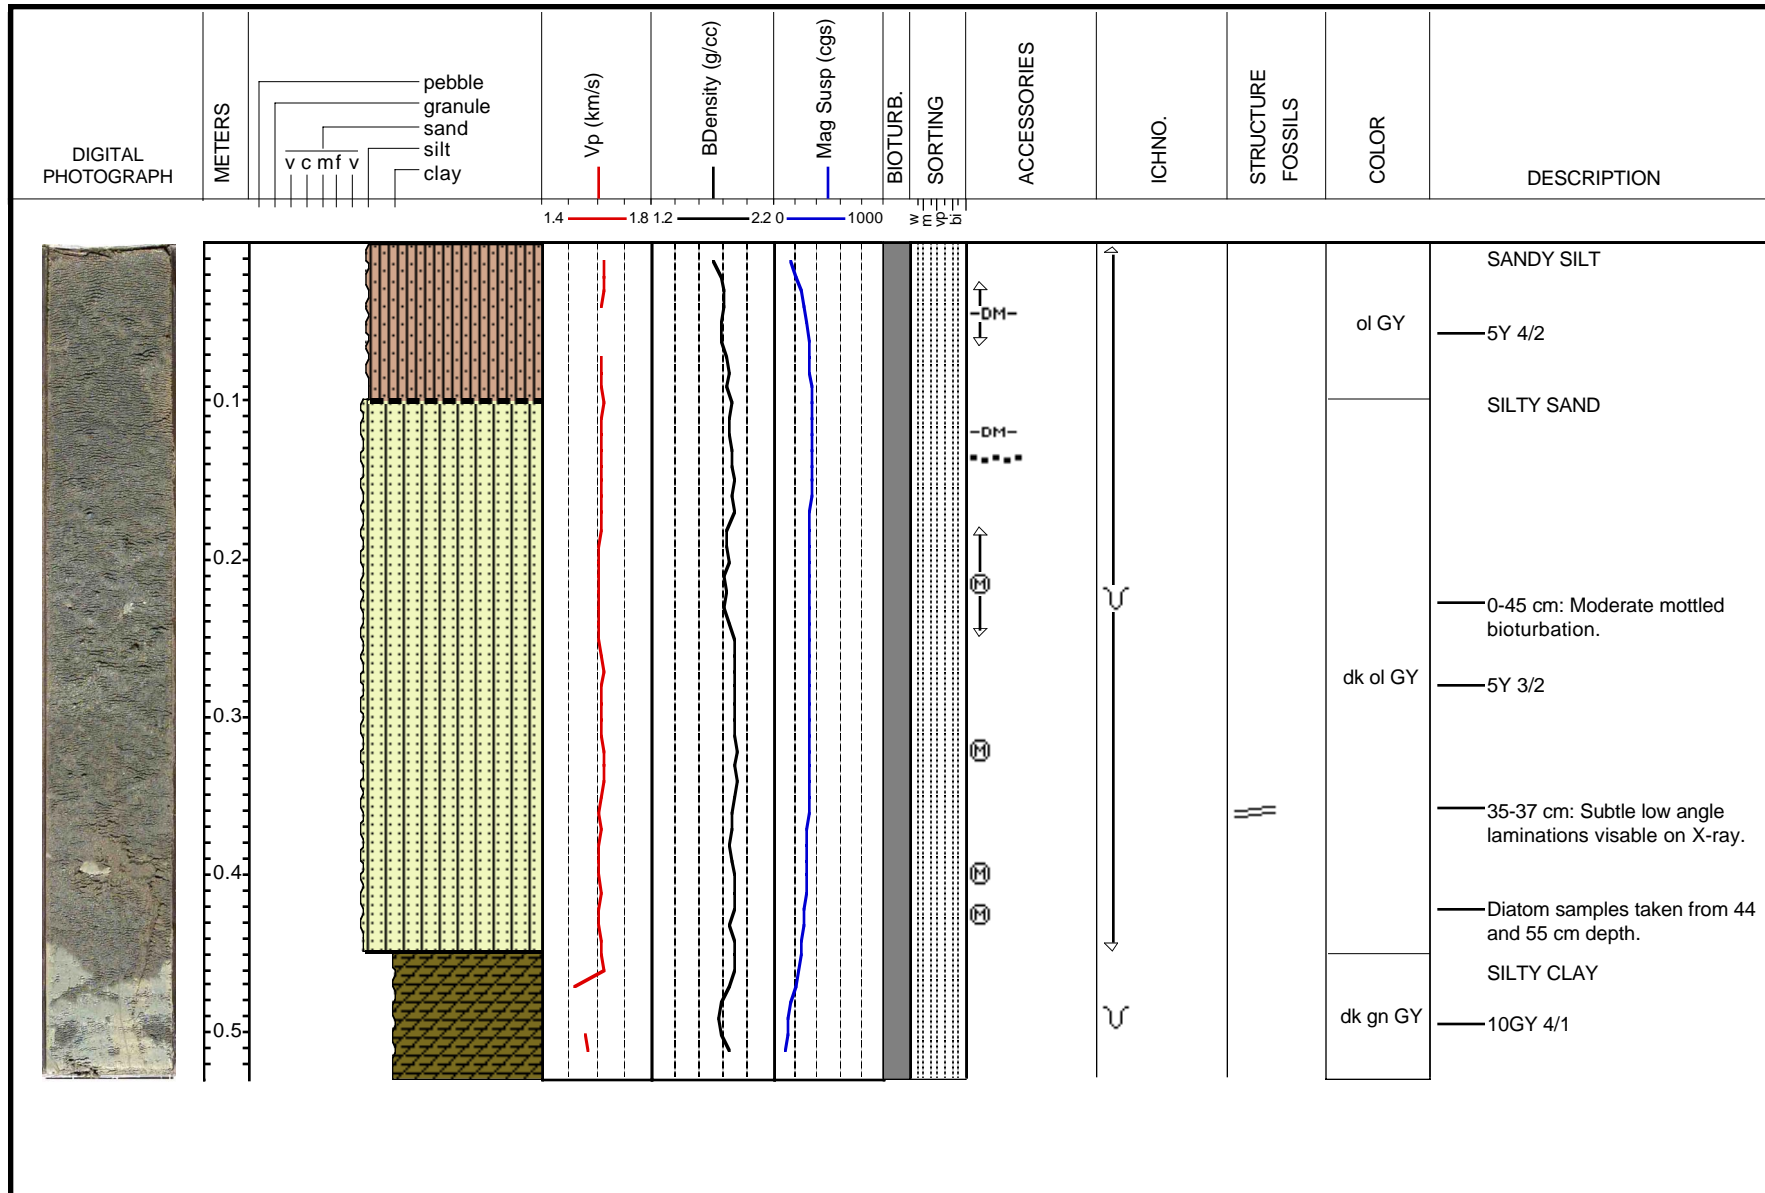 DIGITAL
PHOTOGRAPH
METERS
pebble
granule
sand
silt
clay
v c m f v
Vp (km/s)
BDensity (g/cc)
Mag Susp (cgs)
BIOTURB.
SORTING
ACCESSORIES
ICHNO.
STRUCTURE
FOSSILS
COLOR
DESCRIPTION
1.4 1.8 1.2 2.2 0 1000
w
m
vp
bi
SANDY SILT
-DM-
ol GY
5Y 4/2
0.1
SILTY SAND
-DM-
0.2
M
0-45 cm: Moderate mottled
bioturbation.
dk ol GY
5Y 3/2
0.3
M
35-37 cm: Subtle low angle
laminations visable on X-ray.
0.4
M
M
Diatom samples taken from 44
and 55 cm depth.
SILTY CLAY
dk gn GY
10GY 4/1
0.5